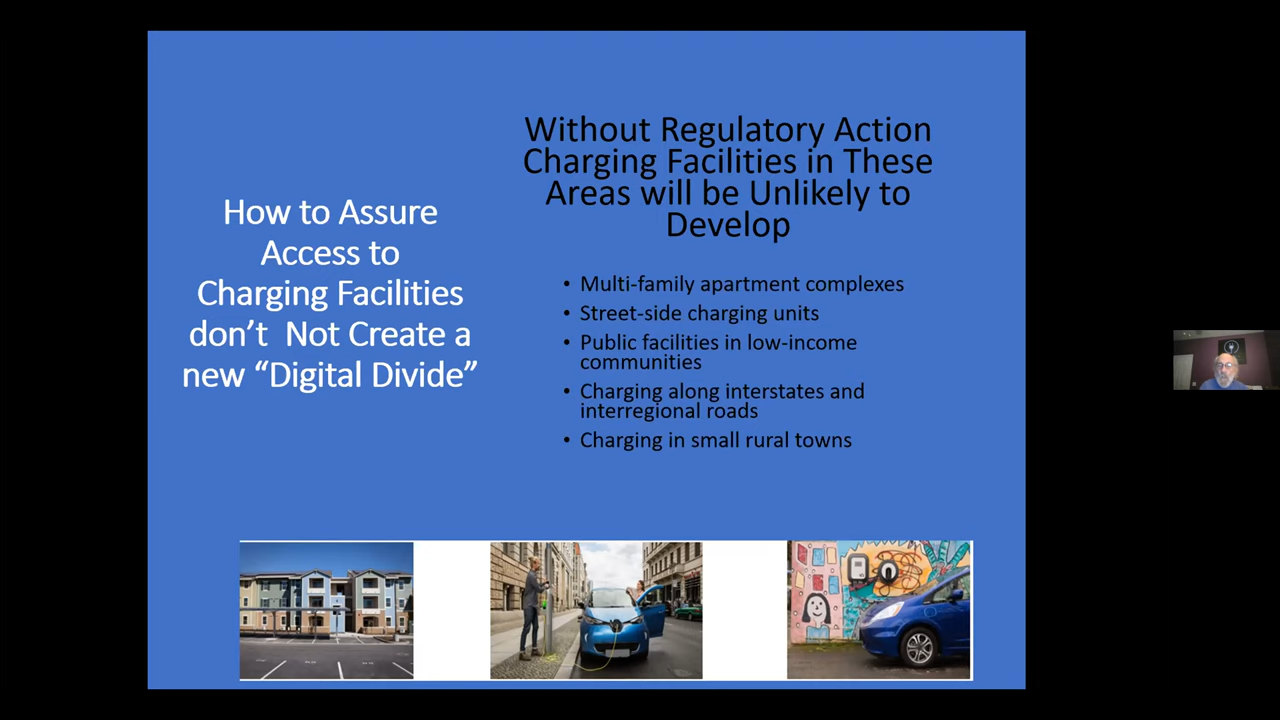 How to Assure
Access to
Charging Facilities
don’t  Not Create a
new “Digital Divide”
Without Regulatory Action
Charging Facilities in These
Areas will be Unlikely to
Develop
• Multi-family apartment complexes
• Street-side charging units
• Public facilities in low-income
communities
• Charging along interstates and
interregional roads
• Charging in small rural towns